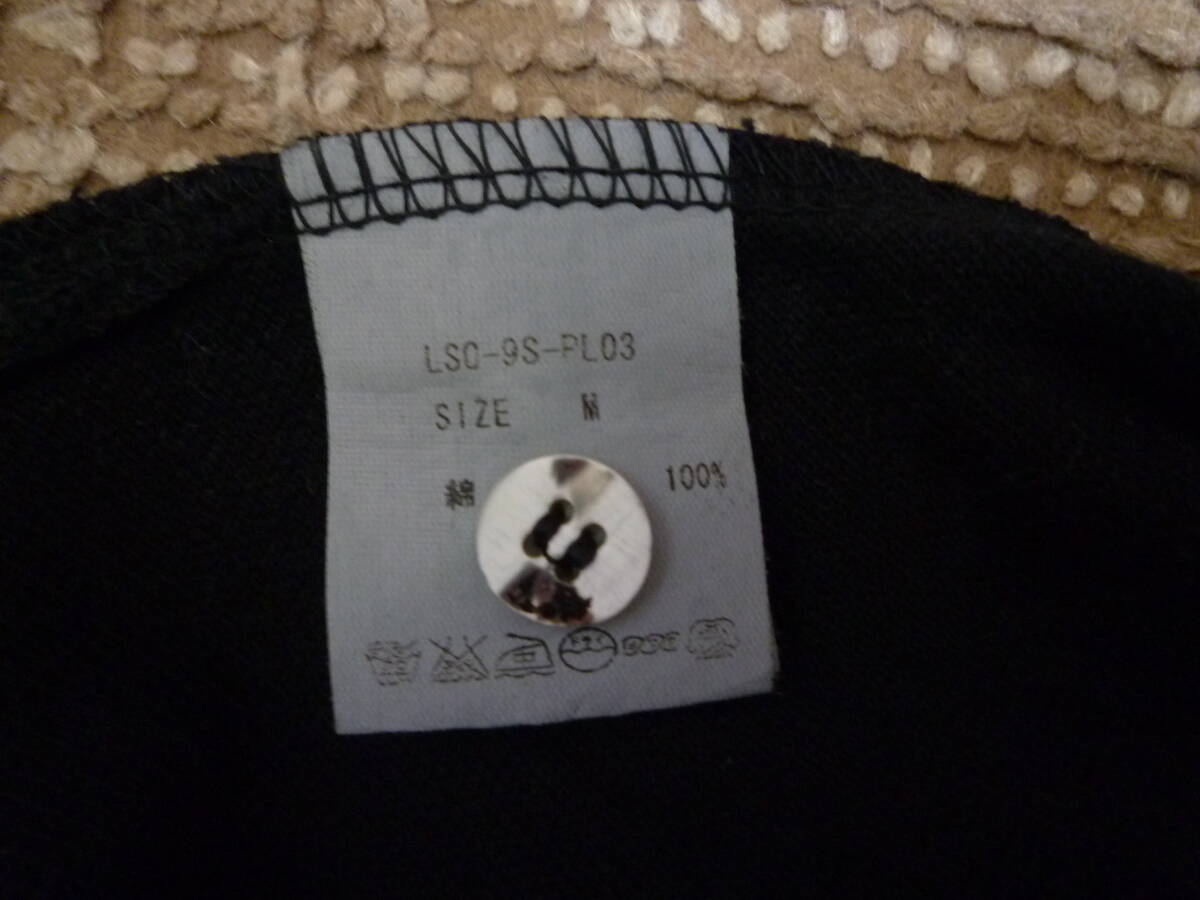 LSC-9S-PL03
SIZE M
綿 100%